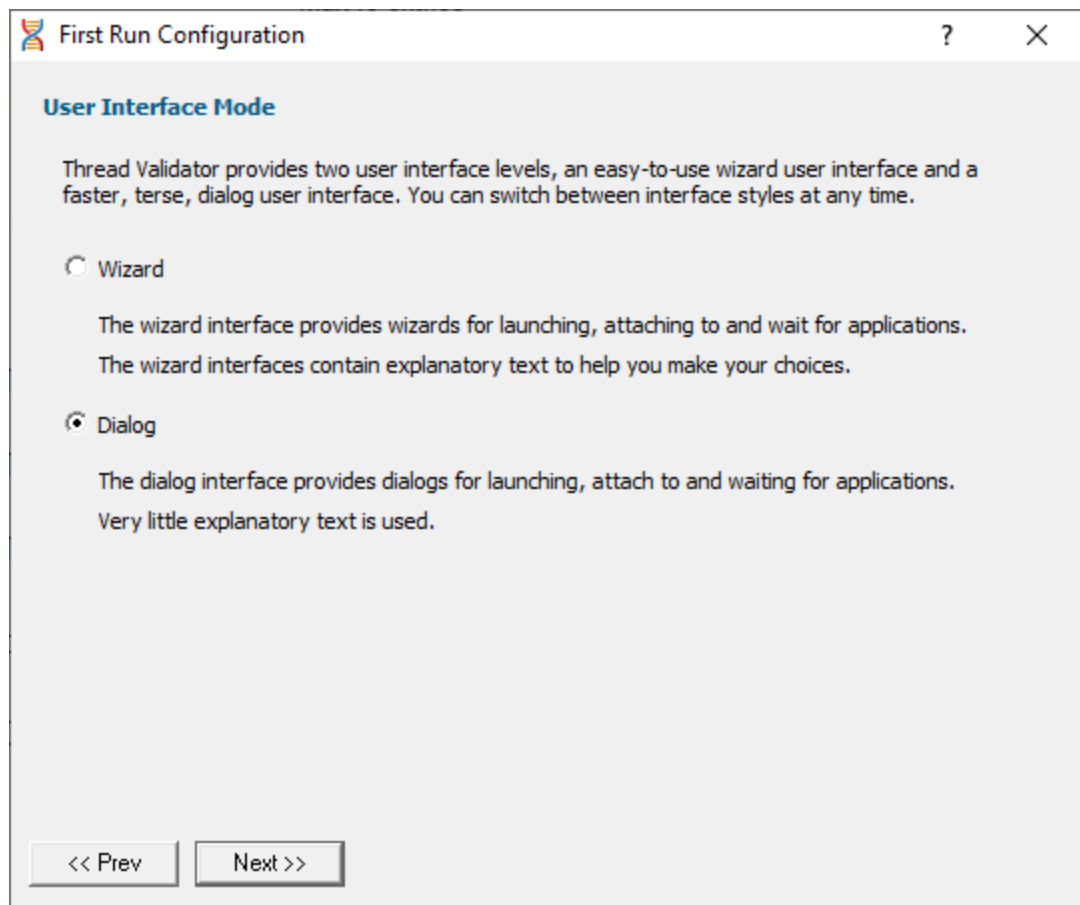 First Run Configuration
?
User Interface Mode
Thread Validator provides two user interface levels, an easy-to-use wizard user interface and a
faster, terse, dialog user interface. You can switch between interface styles at any time.
Wizard
The wizard interface provides wizards for launching, attaching to and wait for applications.
The wizard interfaces contain explanatory text to help you make your choices.
Dialog
The dialog interface provides dialogs for launching, attach to and waiting for applications.
Very little explanatory text is used.
<< Prev
Next >>